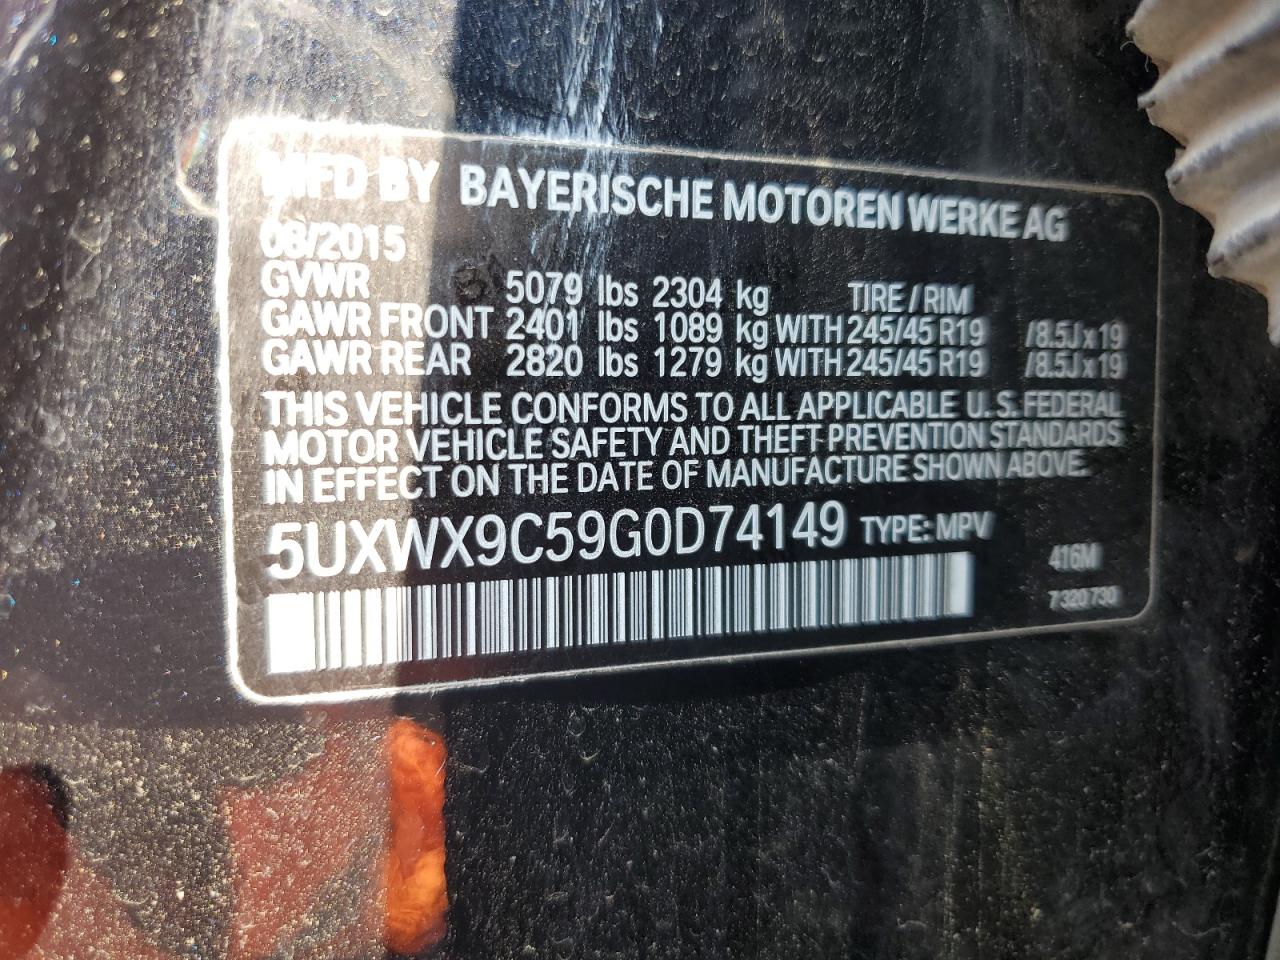 MFD BY BAYERISCHE MOTOREN WERKE AG
08/2015
GVWR 5079 lbs 2304 kg TIRE / RIM
GAWR FRONT 2401 lbs 1089 kg WITH 245/45 R19 /8.5J x 19
GAWR REAR 2820 lbs 1279 kg WITH 245/45 R19 /8.5J x 19
THIS VEHICLE CONFORMS TO ALL APPLICABLE U.S. FEDERAL
MOTOR VEHICLE SAFETY AND THEFT PREVENTION STANDARDS
IN EFFECT ON THE DATE OF MANUFACTURE SHOWN ABOVE.
5UXWX9C59G0D74149 TYPE: MPV
416M
7 320 730